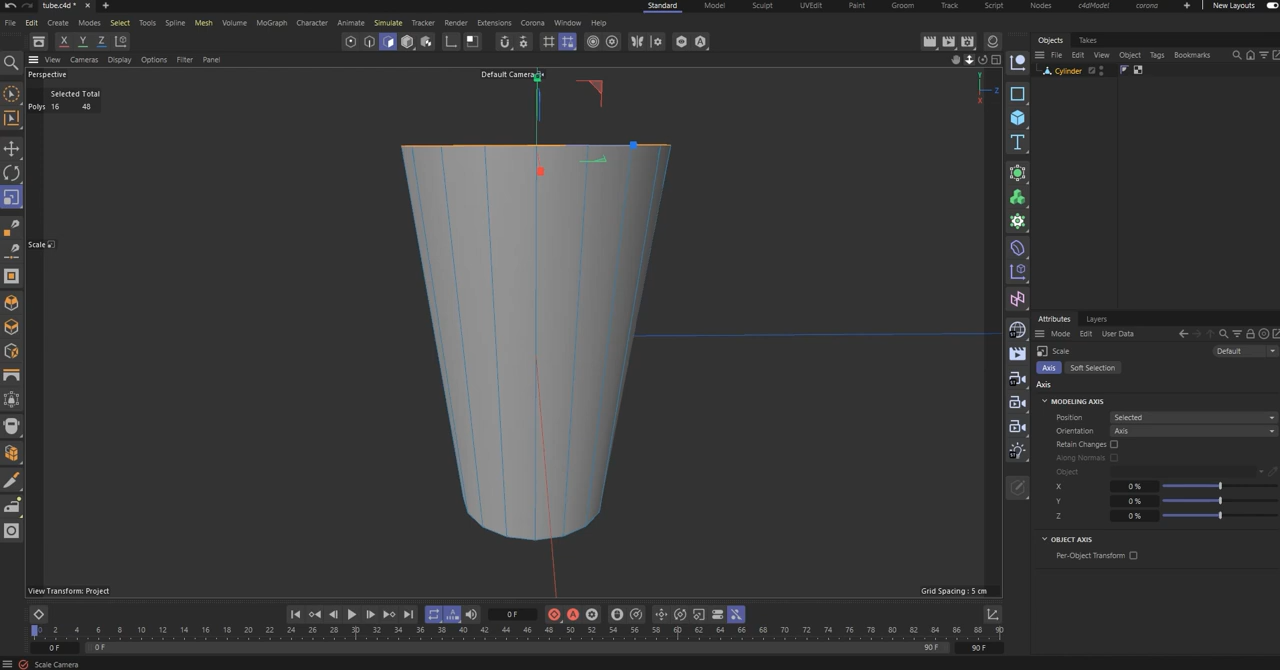 tube.c4d *
Standard Model Sculpt UVEdit Paint Groom Track Script Nodes c4dModel corona New Layouts
File Edit Create Modes Select Tools Spline Mesh Volume MoGraph Character Animate Simulate Tracker Render Extensions Corona Window Help
X Y Z
Objects Takes
View Cameras Display Options Filter Panel
File Edit View Object Tags Bookmarks
Perspective
Default Camera
Cylinder
Selected Total
Polys 16 48
Y
Z
X
Scale
Attributes Layers
Mode Edit User Data
Scale
Default
Axis Soft Selection
Axis
MODELING AXIS
Position Selected
Orientation Axis
Retain Changes
Along Normals
Object
X 0 %
Y 0 %
Z 0 %
OBJECT AXIS
Per-Object Transform
View Transform: Project
Grid Spacing : 5 cm
0 F
0 2 4 6 8 10 12 14 16 18 20 22 24 26 28 30 32 34 36 38 40 42 44 46 48 50 52 54 56 58 60 62 64 66 68 70 72 74 76 78 80 82 84 86 88 90
0 F 0 F 90 F 90 F
Scale Camera